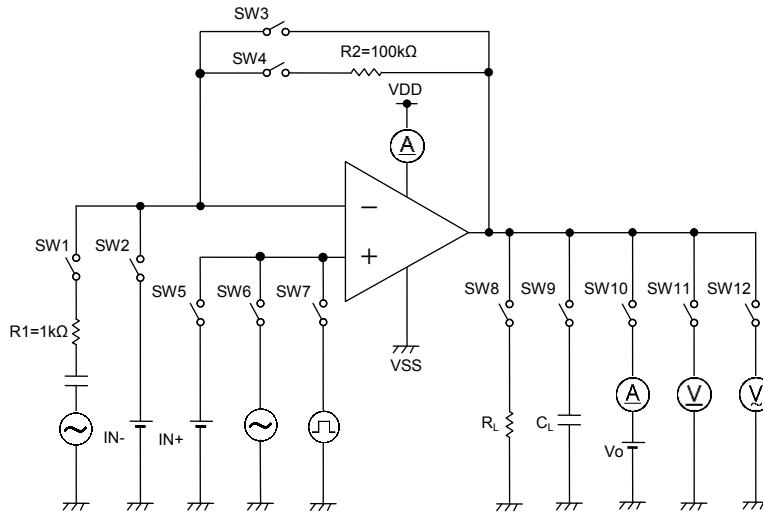 SW3
SW4
R2=100kΩ
VDD
A
−
+
SW1
SW2
SW5
SW6
SW7
SW8
SW9
SW10
SW11
SW12
R1=1kΩ
VSS
IN-
IN+
RL
CL
A
V
V
Vo